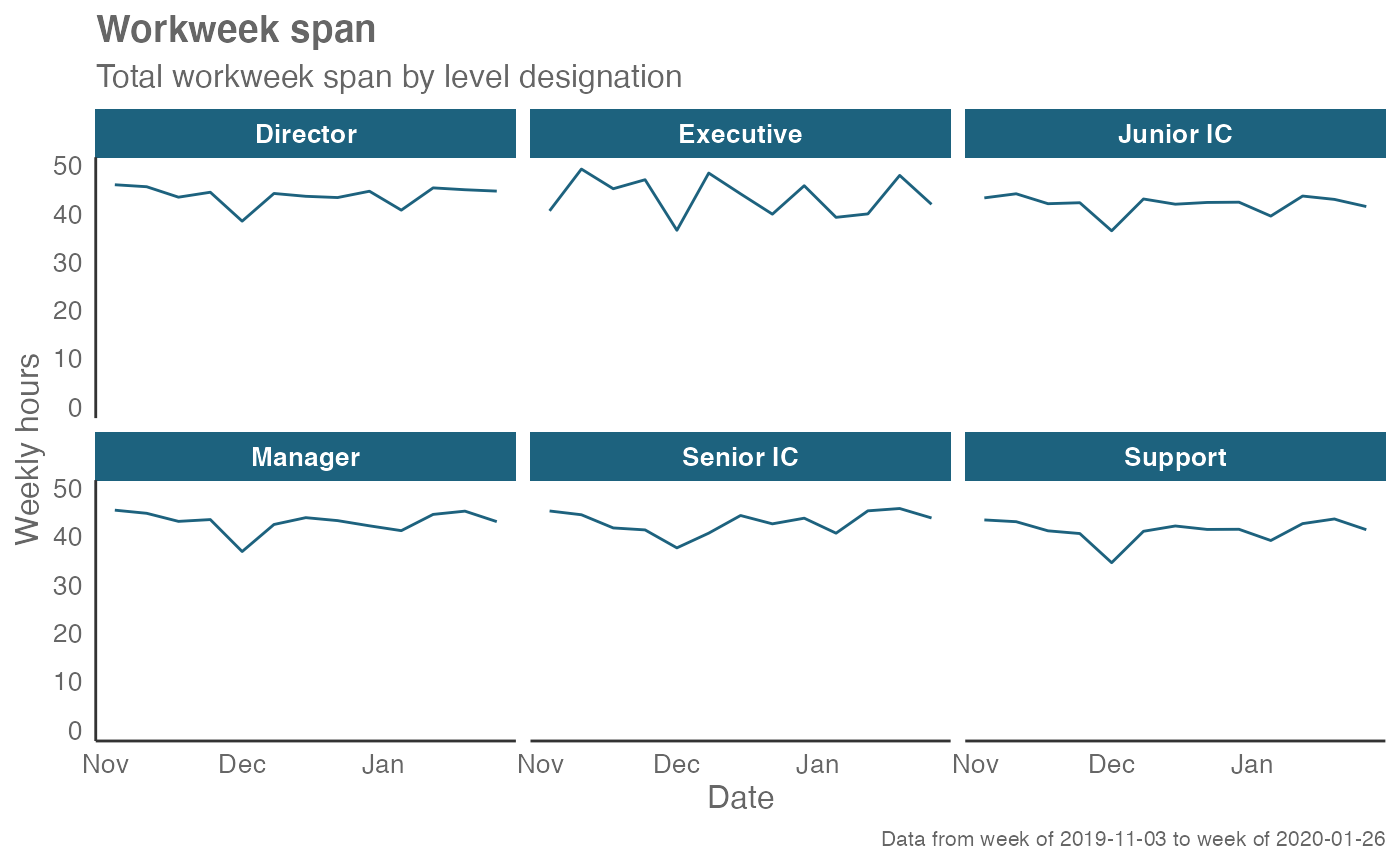 Workweek span
Total workweek span by level designation
Director
Executive
Junior IC
50
40
30
20
10
0
Weekly hours
Manager
Senior IC
Support
50
40
30
20
10
0
Nov Dec Jan
Nov Dec Jan
Nov Dec Jan
Date
Data from week of 2019-11-03 to week of 2020-01-26